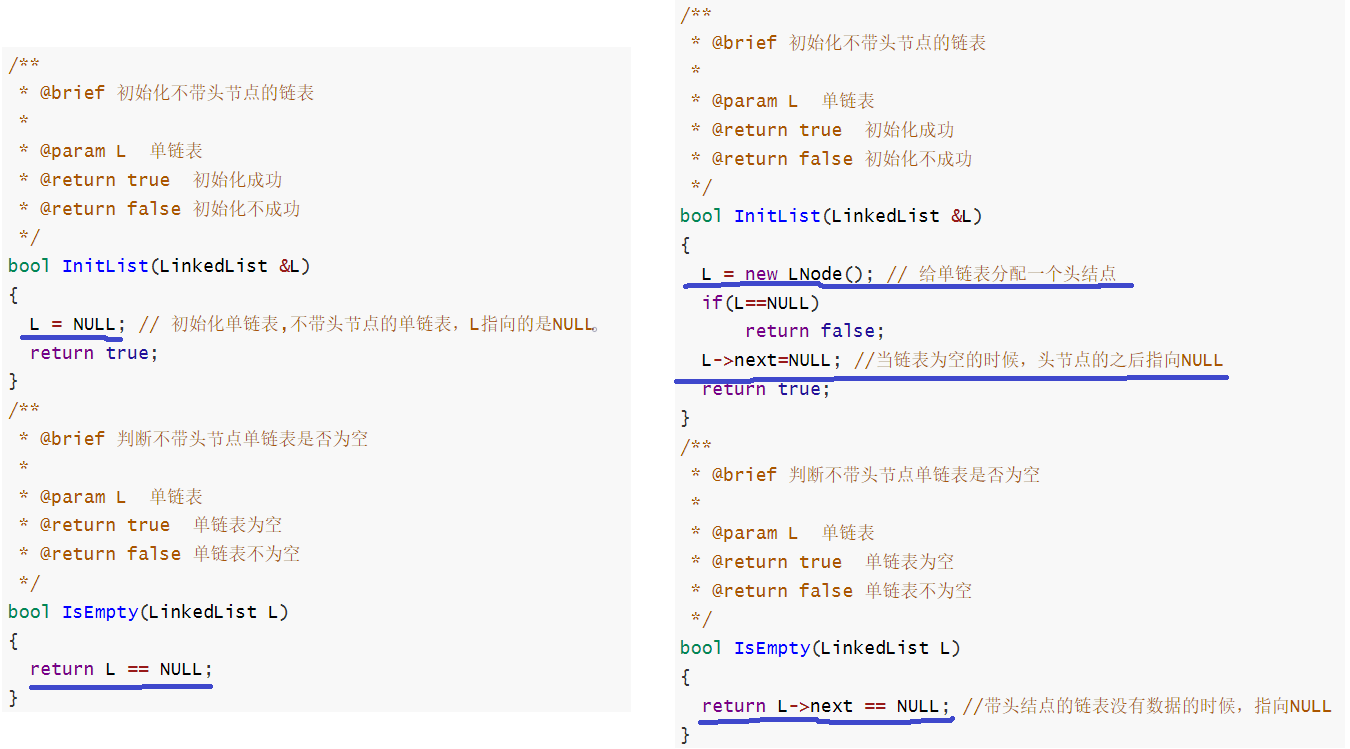 /**
 * @brief 初始化不带头节点的链表
 *
 * @param L  单链表
 * @return true  初始化成功
 * @return false 初始化不成功
 */
bool InitList(LinkedList &L)
{
  L = NULL; // 初始化单链表,不带头节点的单链表，L指向的是NULL。
  return true;
}
/**
 * @brief 判断不带头节点单链表是否为空
 *
 * @param L  单链表
 * @return true  单链表为空
 * @return false 单链表不为空
 */
bool IsEmpty(LinkedList L)
{
  return L == NULL;
}
/**
 * @brief 初始化不带头节点的链表
 *
 * @param L  单链表
 * @return true  初始化成功
 * @return false 初始化不成功
 */
bool InitList(LinkedList &L)
{
  L = new LNode(); // 给单链表分配一个头结点
  if(L==NULL)
      return false;
  L->next=NULL; //当链表为空的时候，头节点的之后指向NULL
  return true;
}
/**
 * @brief 判断不带头节点单链表是否为空
 *
 * @param L  单链表
 * @return true  单链表为空
 * @return false 单链表不为空
 */
bool IsEmpty(LinkedList L)
{
  return L->next == NULL; //带头结点的链表没有数据的时候，指向NULL
}